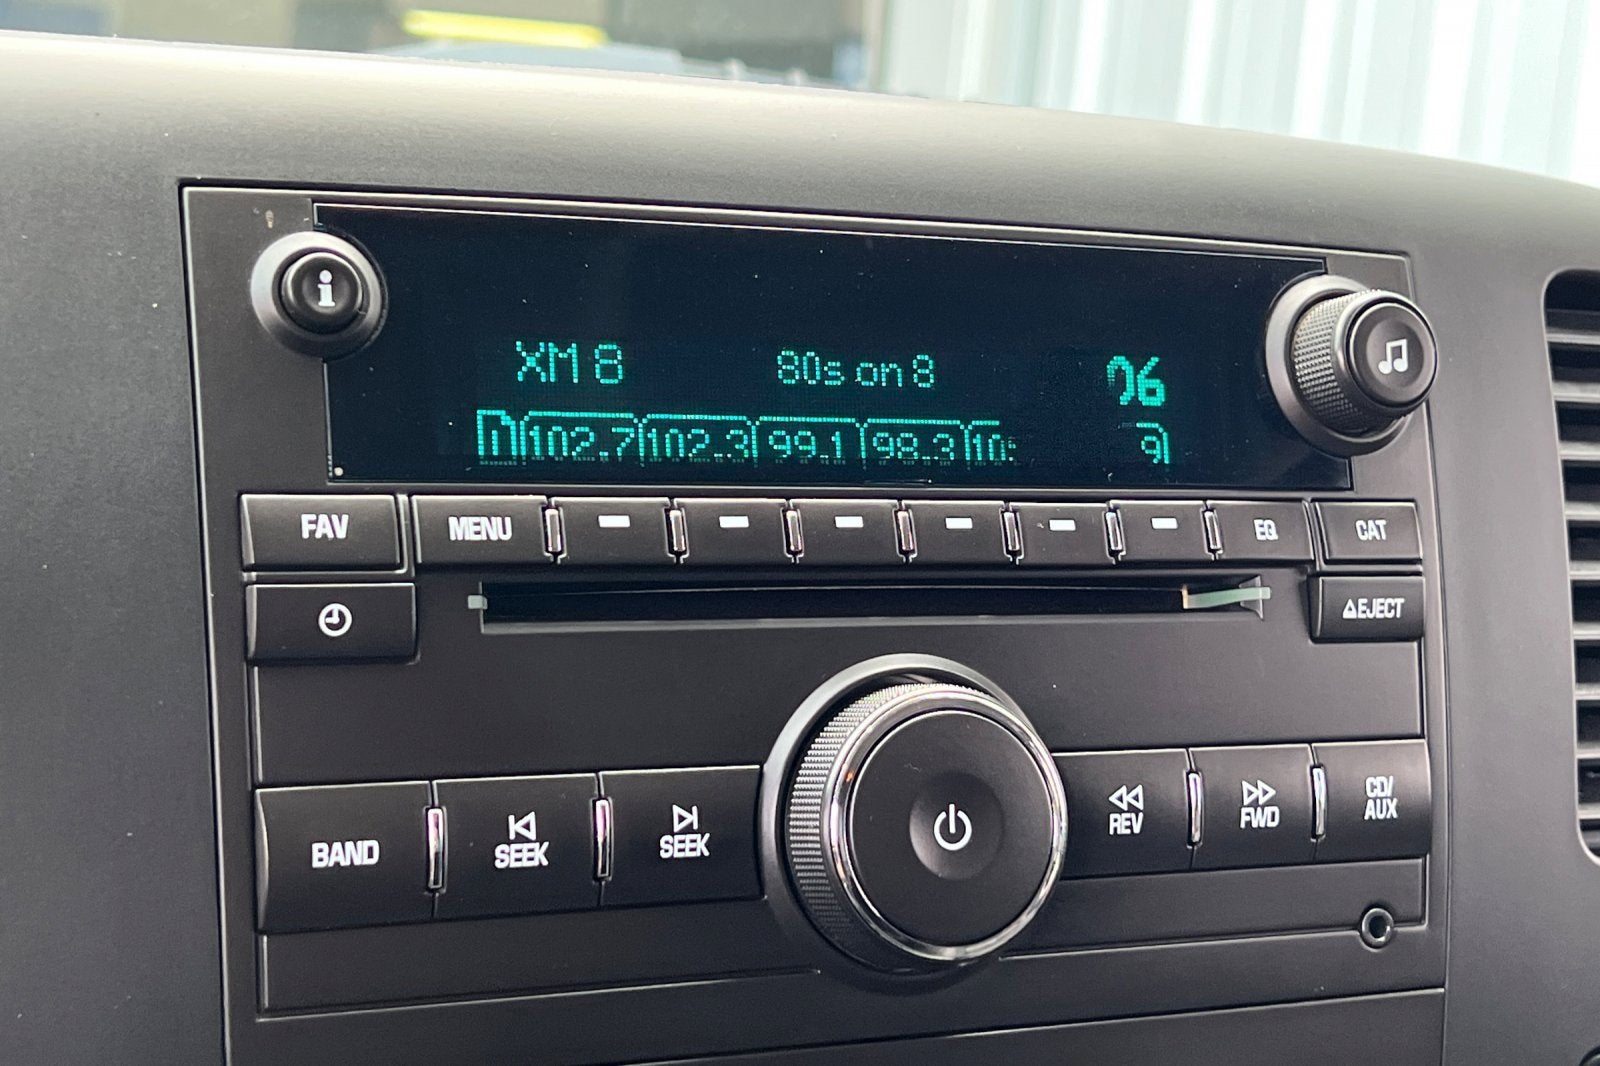 i
XM 8 80s on 8 06
1 102.7 102.3 99.1 98.3
FAV MENU EQ CAT
EJECT
BAND SEEK SEEK REV FWD CD/
AUX